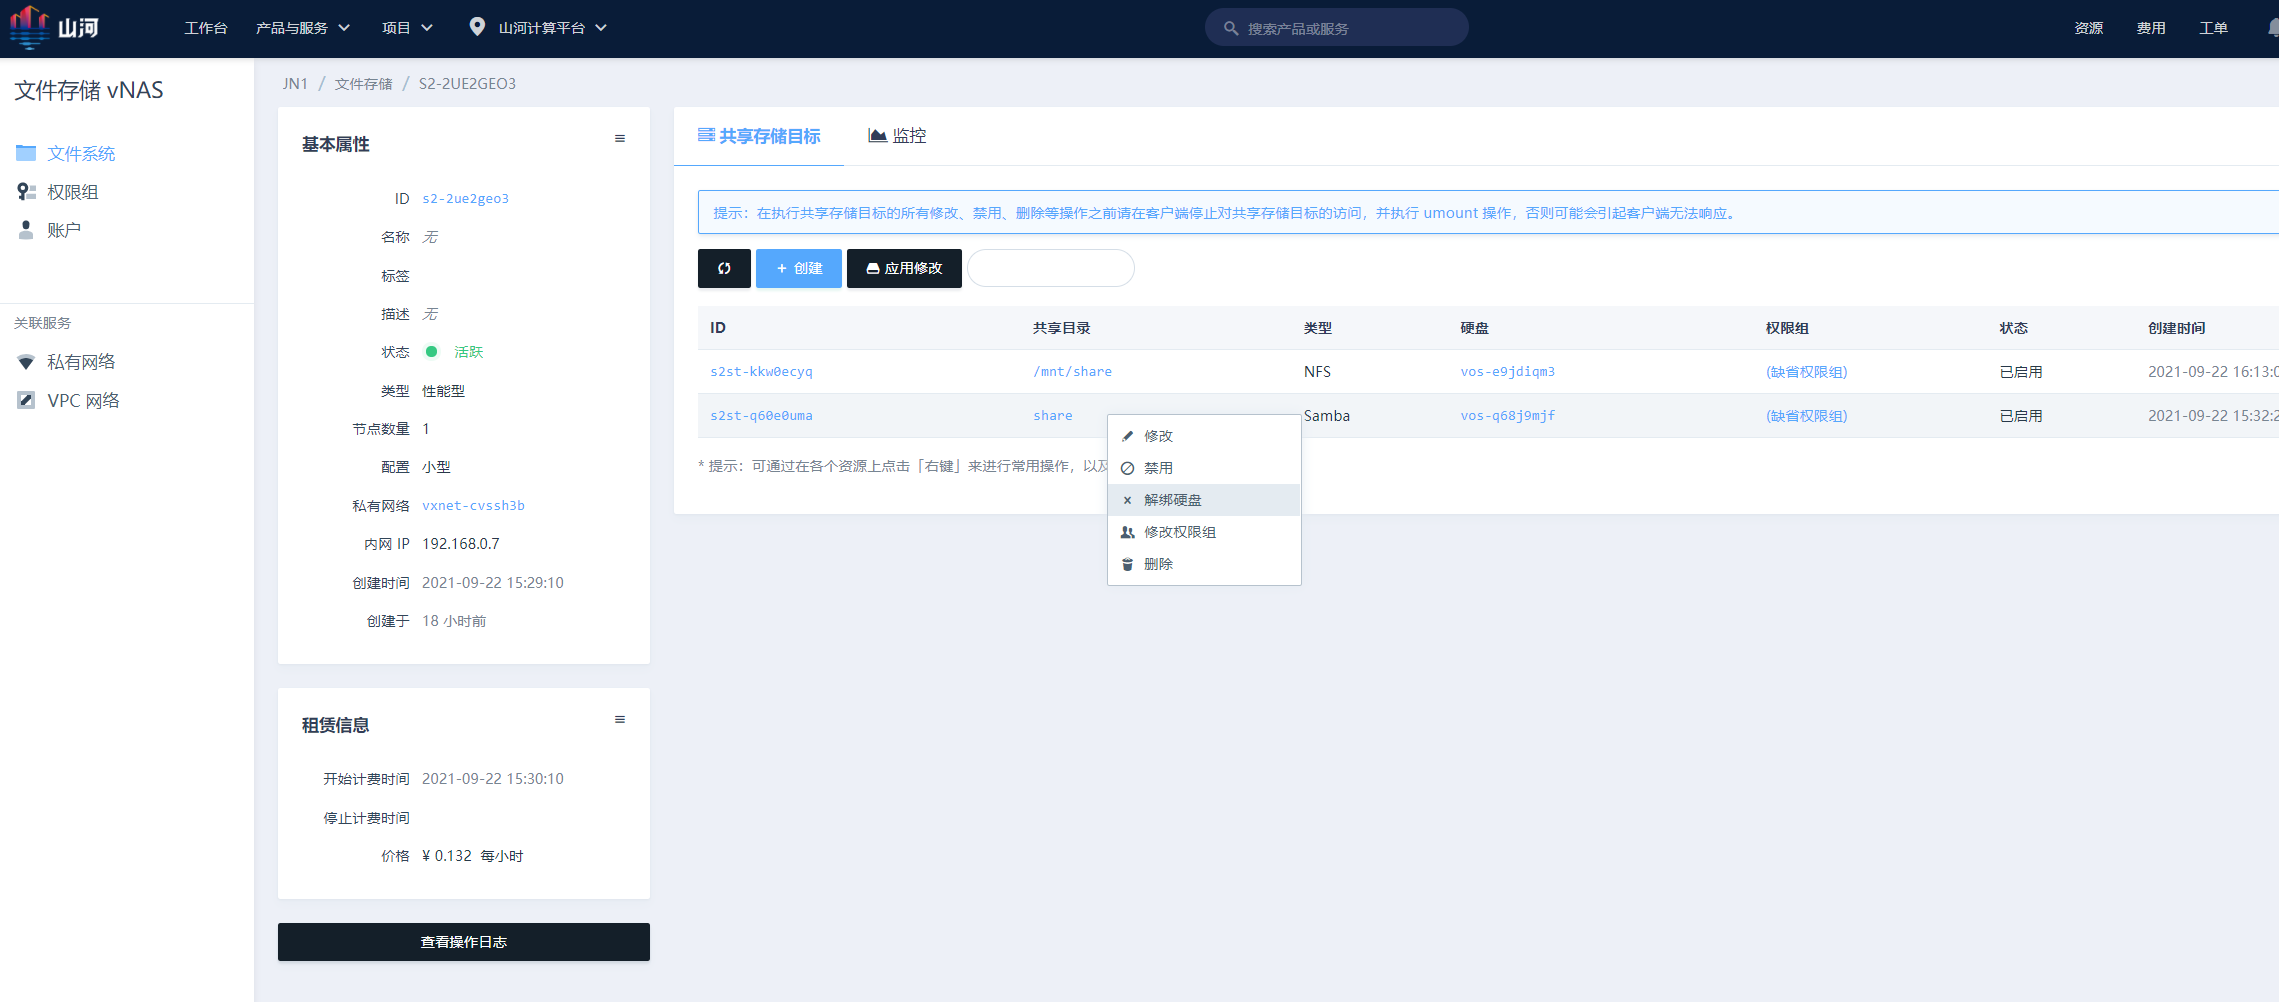 山河
工作台
产品与服务
项目
山河计算平台
搜索产品或服务
资源
费用
工单
文件存储 vNAS
文件系统
权限组
账户
关联服务
私有网络
VPC 网络
JN1 / 文件存储 / S2-2UE2GEO3
基本属性
ID s2-2ue2geo3
名称 无
标签
描述 无
状态 活跃
类型 性能型
节点数量 1
配置 小型
私有网络 vxnet-cvssh3b
内网 IP 192.168.0.7
创建时间 2021-09-22 15:29:10
创建于 18 小时前
租赁信息
开始计费时间 2021-09-22 15:30:10
停止计费时间
价格 ¥ 0.132 每小时
查看操作日志
共享存储目标
监控
提示：在执行共享存储目标的所有修改、禁用、删除等操作之前请在客户端停止对共享存储目标的访问，并执行 umount 操作，否则可能会引起客户端无法响应。
+ 创建
应用修改
ID 共享目录 类型 硬盘 权限组 状态 创建时间
s2st-kkw0ecyq /mnt/share NFS vos-e9jdiqm3 (缺省权限组) 已启用 2021-09-22 16:13:0
s2st-q60e0uma share Samba vos-q68j9mjf (缺省权限组) 已启用 2021-09-22 15:32:2
* 提示：可通过在各个资源上点击「右键」来进行常用操作，以及
修改
禁用
解绑硬盘
修改权限组
删除